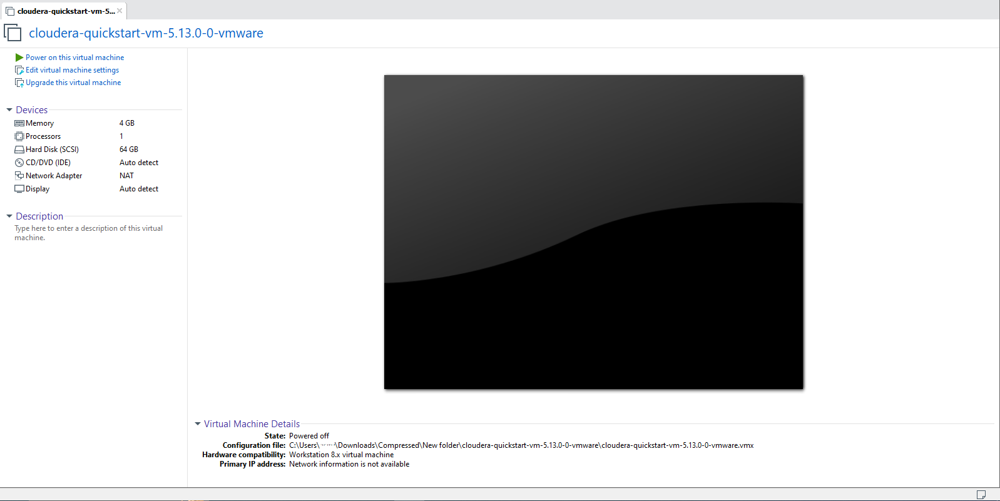 cloudera-quickstart-vm-5...
cloudera-quickstart-vm-5.13.0-0-vmware
Power on this virtual machine
Edit virtual machine settings
Upgrade this virtual machine
Devices
Memory 4 GB
Processors 1
Hard Disk (SCSI) 64 GB
CD/DVD (IDE) Auto detect
Network Adapter NAT
Display Auto detect
Description
Type here to enter a description of this virtual
machine.
Virtual Machine Details
State: Powered off
Configuration file: C:\Users\ \Downloads\Compressed\New folder\cloudera-quickstart-vm-5.13.0-0-vmware\cloudera-quickstart-vm-5.13.0-0-vmware.vmx
Hardware compatibility: Workstation 8.x virtual machine
Primary IP address: Network information is not available